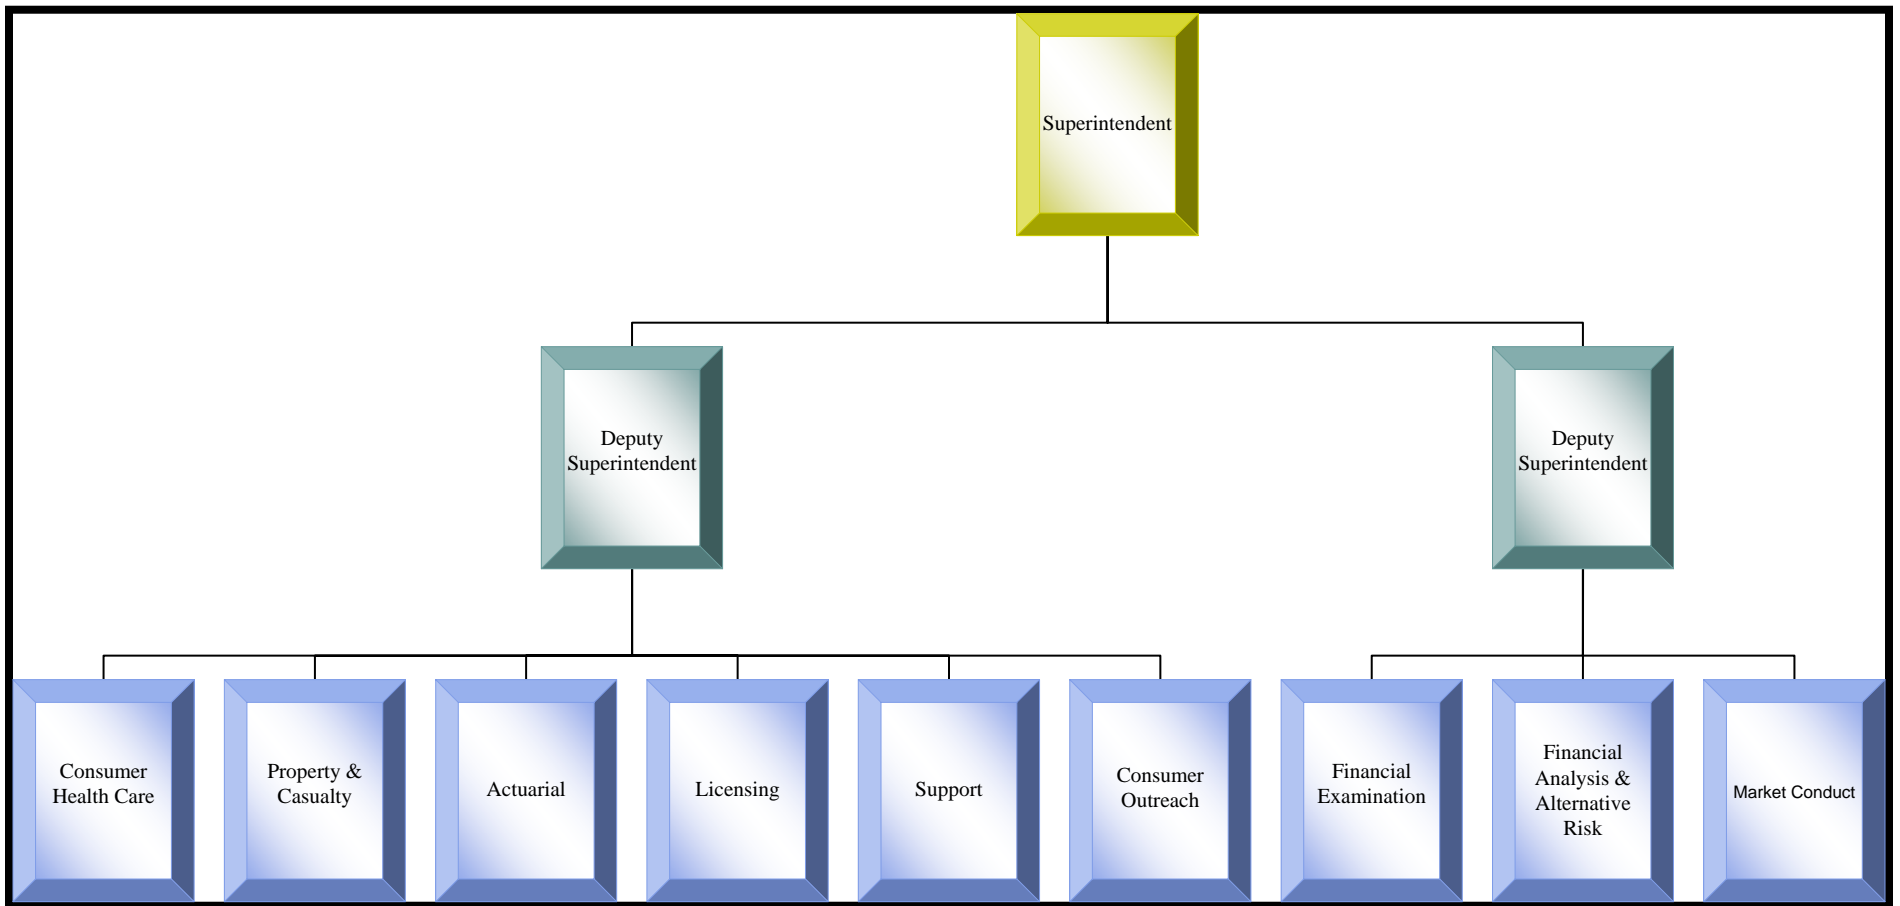 Superintendent
Deputy
Superintendent
Deputy
Superintendent
Consumer
Health Care
Property &
Casualty
Actuarial
Licensing
Support
Consumer
Outreach
Financial
Examination
Financial
Analysis &
Alternative
Risk
Market Conduct